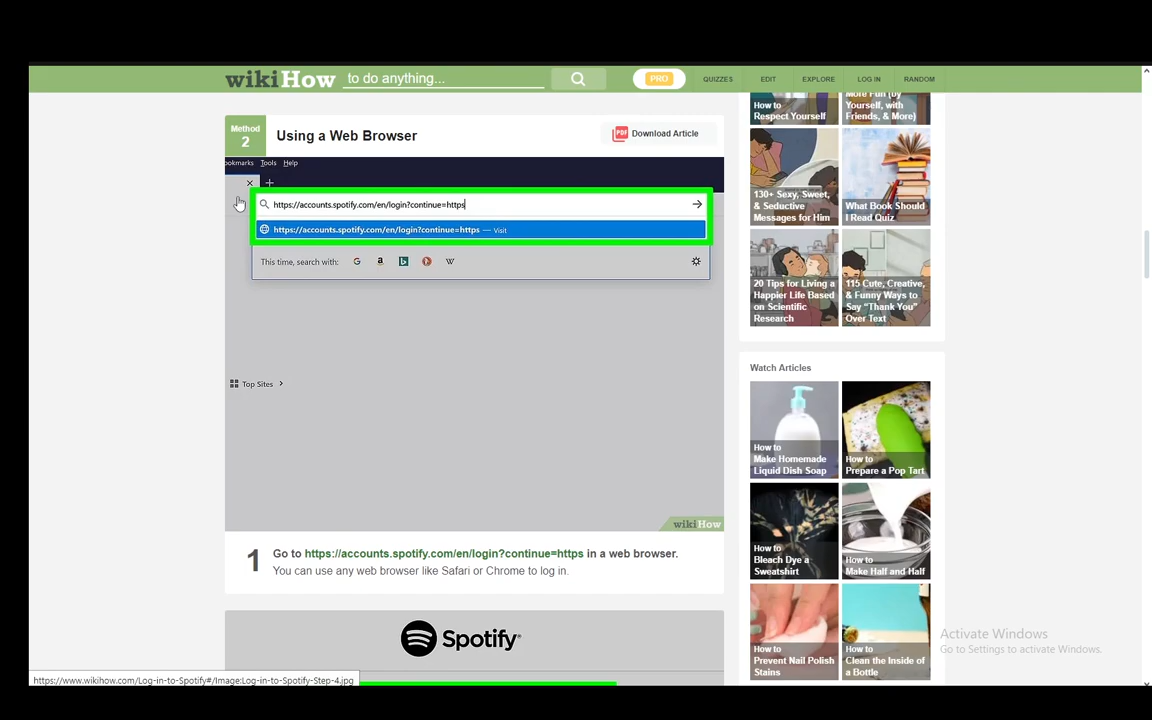 wikiHow to do anything... PRO QUIZZES EDIT EXPLORE LOG IN RANDOM
Method
2
Using a Web Browser
PDF Download Article
ookmarks Tools Help
https://accounts.spotify.com/en/login?continue=https
https://accounts.spotify.com/en/login?continue=https — Visit
This time, search with: G a W
Top Sites
wikiHow
1 Go to https://accounts.spotify.com/en/login?continue=https in a web browser.
You can use any web browser like Safari or Chrome to log in.
Spotify®
How to
Respect Yourself
More Fun (by
Yourself, with
Friends, & More)
130+ Sexy, Sweet,
& Seductive
Messages for Him
What Book Should
I Read Quiz
20 Tips for Living a
Happier Life Based
on Scientific
Research
115 Cute, Creative,
& Funny Ways to
Say "Thank You"
Over Text
Watch Articles
How to
Make Homemade
Liquid Dish Soap
How to
Prepare a Pop Tart
How to
Bleach Dye a
Sweatshirt
How to
Make Half and Half
How to
Prevent Nail Polish
Stains
How to
Clean the Inside of
a Bottle
Activate Windows
Go to Settings to activate Windows.
https://www.wikihow.com/Log-in-to-Spotify#/Image:Log-in-to-Spotify-Step-4.jpg